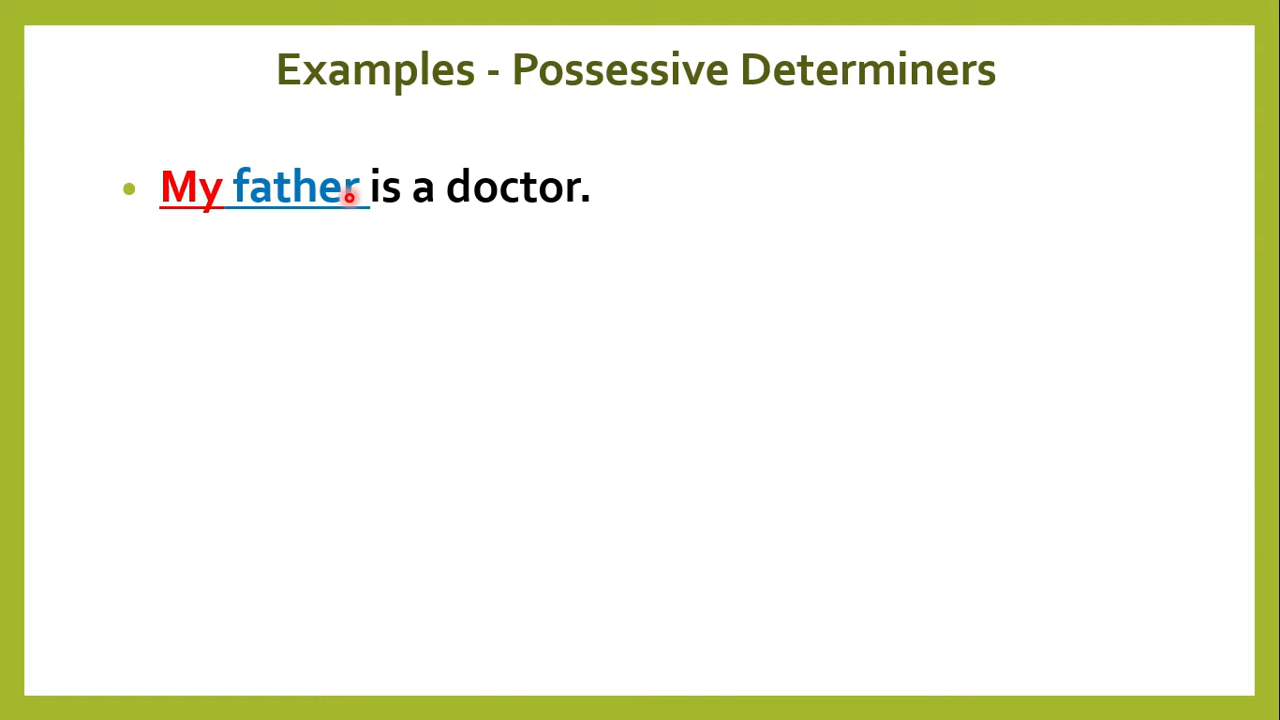 Examples - Possessive Determiners
• My father is a doctor.